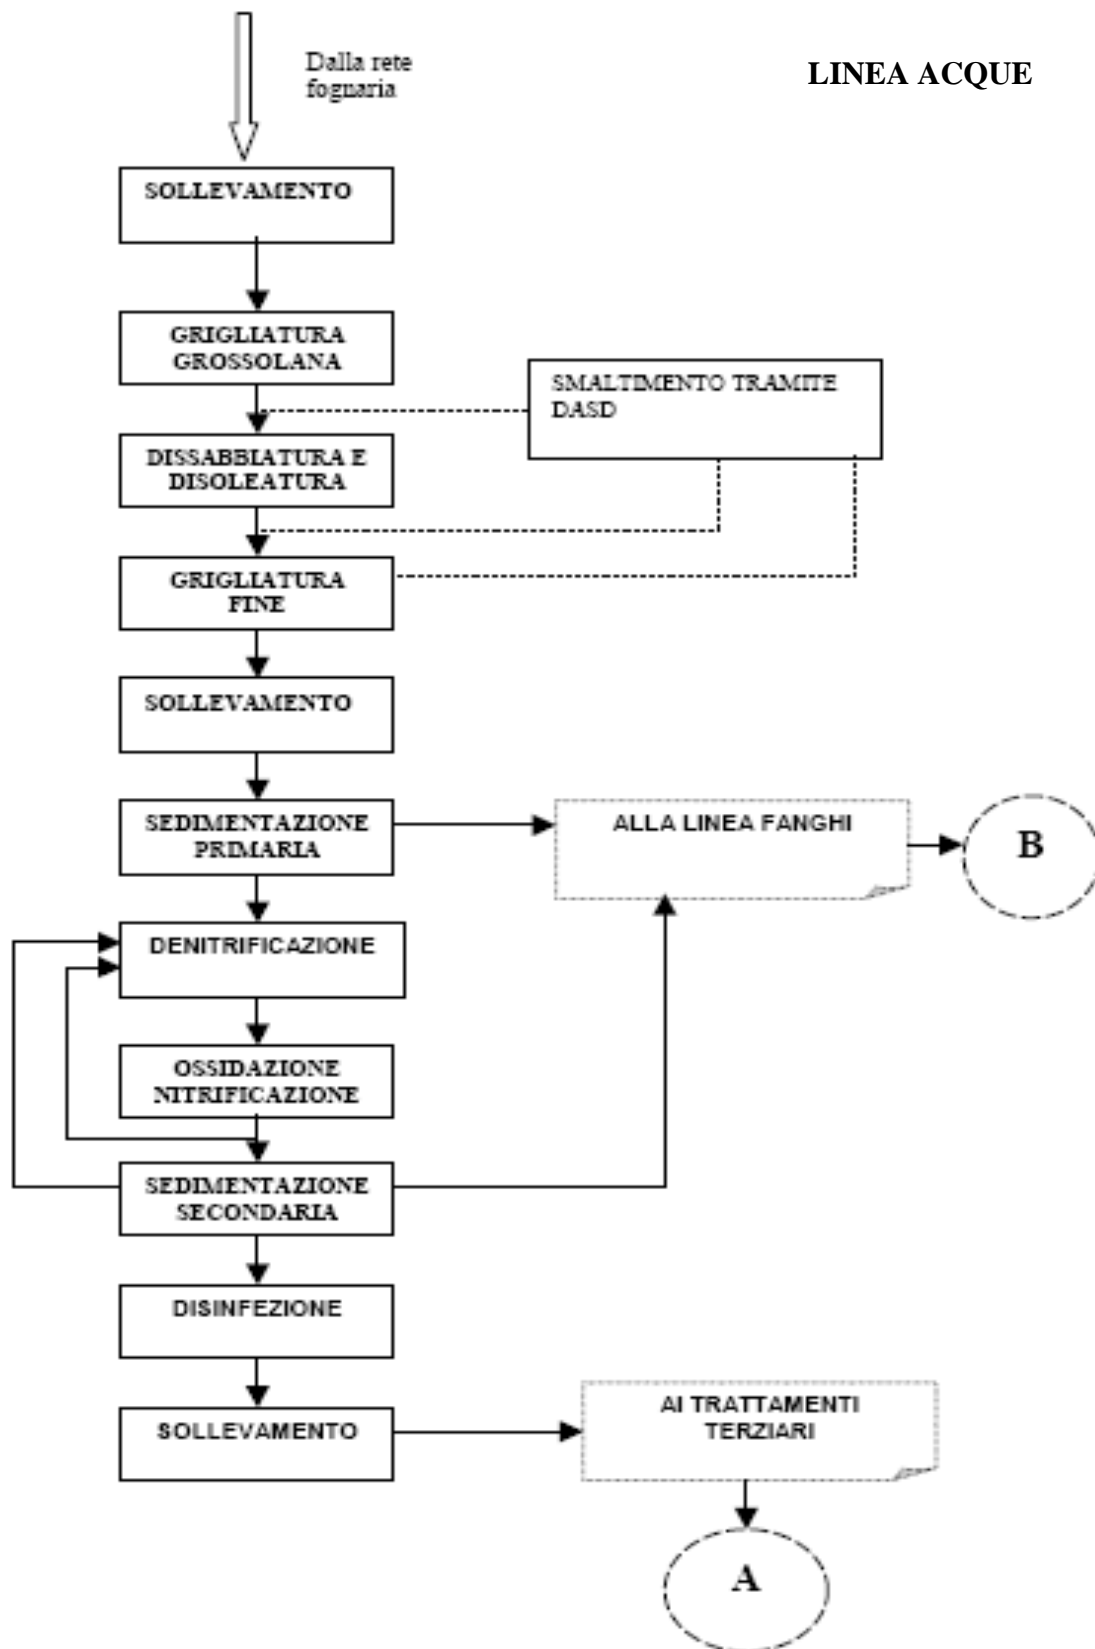 Dalla rete
fognaria
LINEA ACQUE
SOLLEVAMENTO
GRIGLIATURA
GROSSOLANA
SMALTIMENTO TRAMITE
DASD
DISSABBIATURA E
DISOLEATURA
GRIGLIATURA
FINE
SOLLEVAMENTO
SEDIMENTAZIONE
PRIMARIA
ALLA LINEA FANGHI
B
DENITRIFICAZIONE
OSSIDAZIONE
NITRIFICAZIONE
SEDIMENTAZIONE
SECONDARIA
DISINFEZIONE
SOLLEVAMENTO
AI TRATTAMENTI
TERZIARI
A